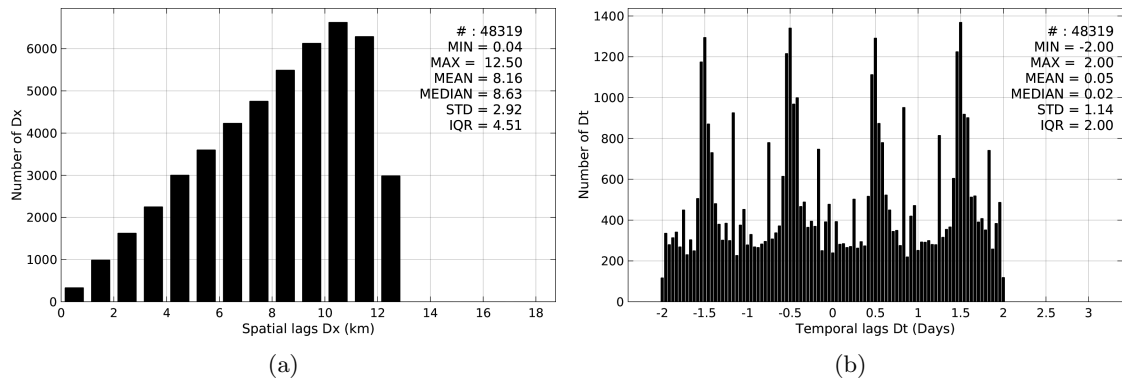 7000
6000
5000
4000
3000
2000
1000
0
Number of Dx
# : 48319
MIN = 0.04
MAX = 12.50
MEAN = 8.16
MEDIAN = 8.63
STD = 2.92
IQR = 4.51
0 2 4 6 8 10 12 14 16 18
Spatial lags Dx (km)
(a)
1400
1200
1000
800
600
400
200
0
Number of Dt
# : 48319
MIN = -2.00
MAX = 2.00
MEAN = 0.05
MEDIAN = 0.02
STD = 1.14
IQR = 2.00
-2 -1.5 -1 -0.5 0 0.5 1 1.5 2 2.5 3
Temporal lags Dt (Days)
(b)